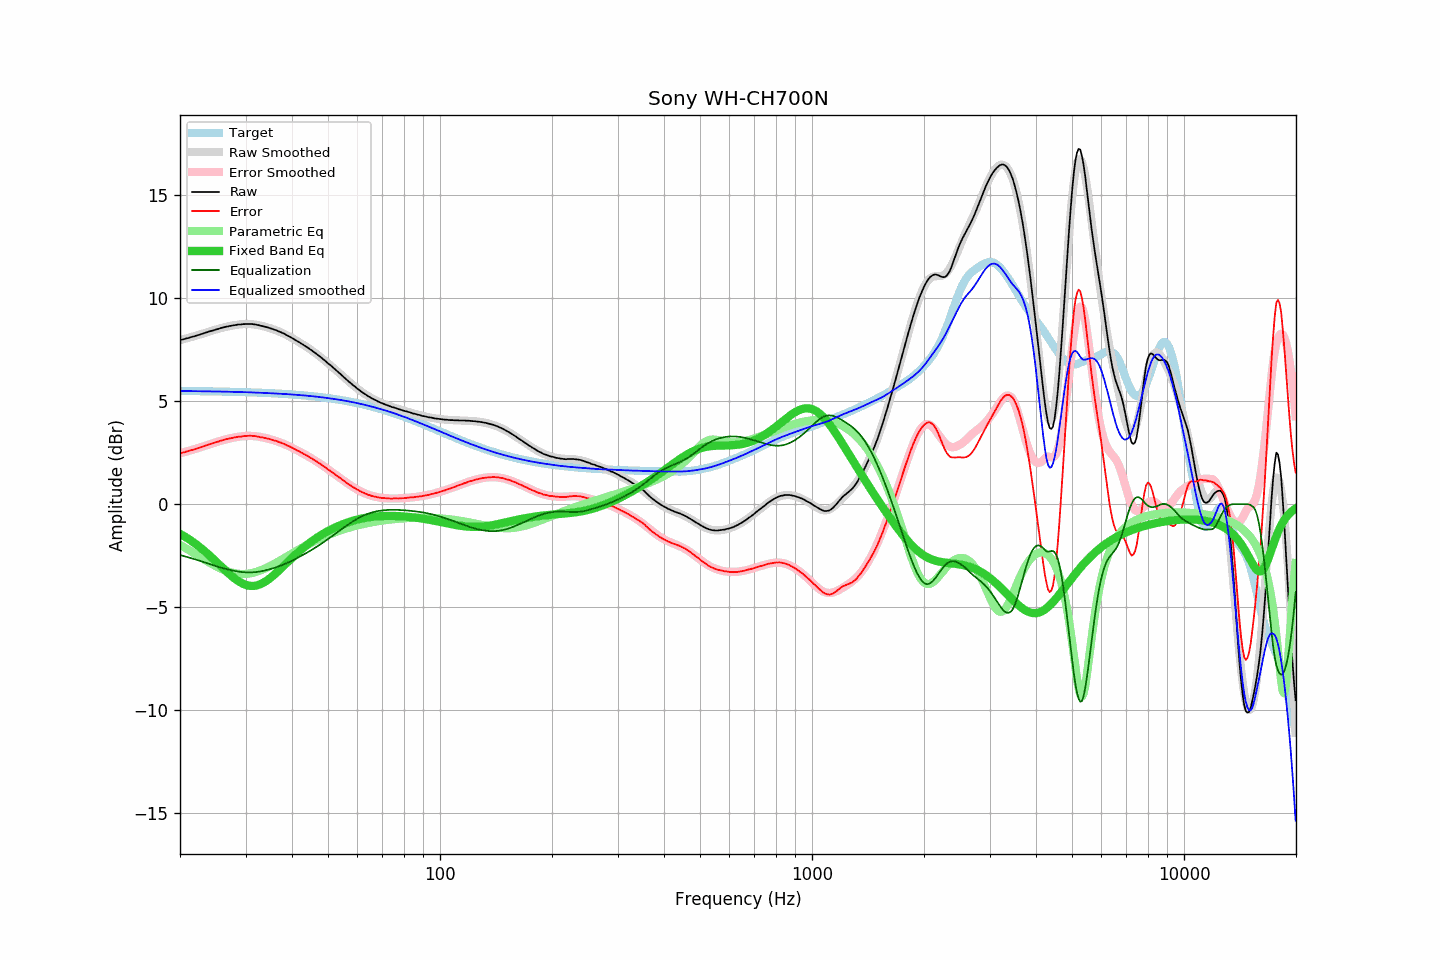 Sony WH-CH700N
Target
Raw Smoothed
Error Smoothed
Raw
Error
Parametric Eq
Fixed Band Eq
Equalization
Equalized smoothed
15
10
5
0
−5
−10
−15
Amplitude (dBr)
100
1000
10000
Frequency (Hz)